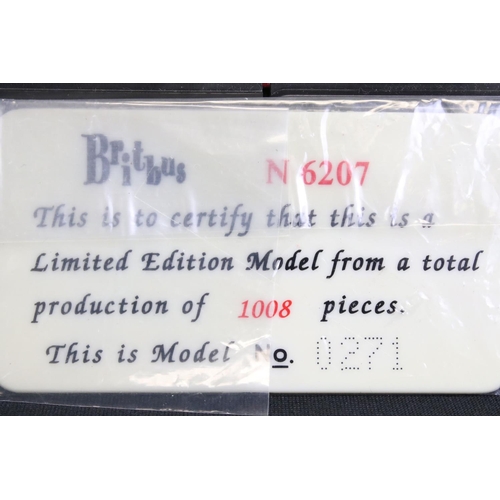 Britbus N 6207
This is to certify that this is a
Limited Edition Model from a total
production of 1008 pieces.
This is Model No. 0271